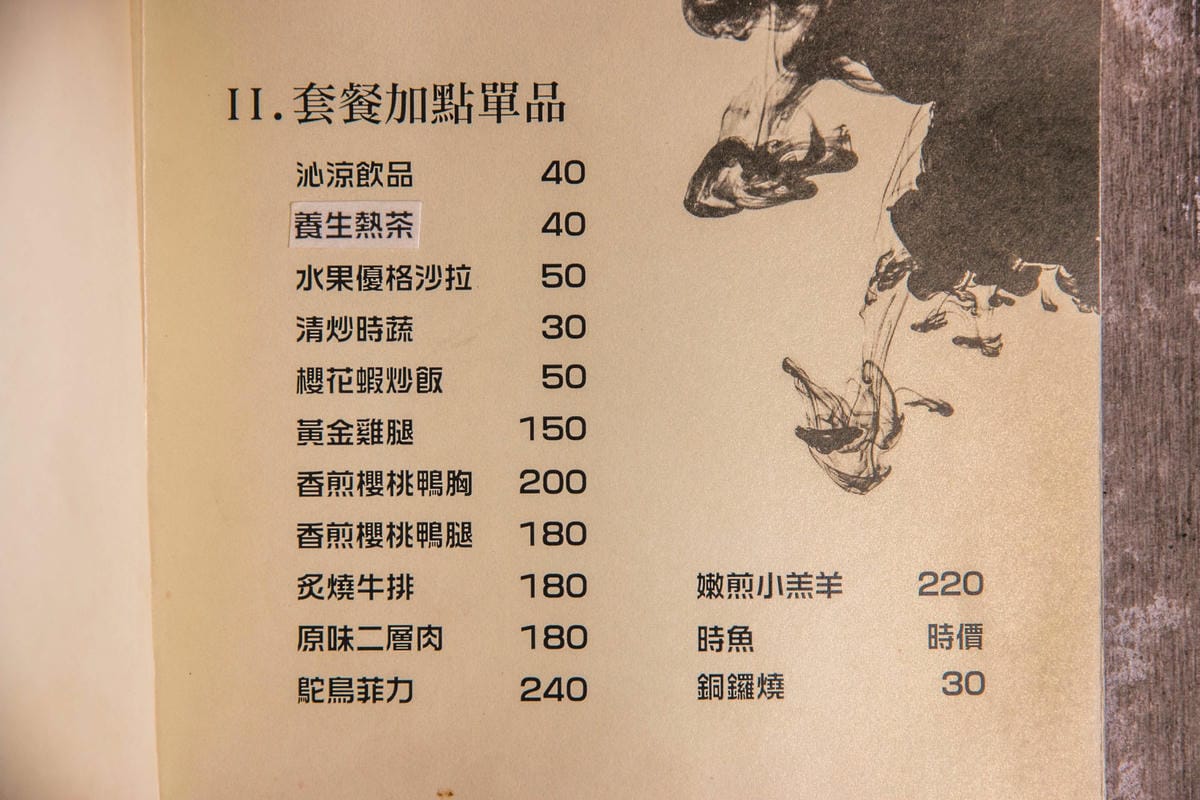 II.套餐加點單品
沁涼飲品 40
養生熱茶 40
水果優格沙拉 50
清炒時蔬 30
櫻花蝦炒飯 50
黃金雞腿 150
香煎櫻桃鴨胸 200
香煎櫻桃鴨腿 180
炙燒牛排 180
原味二層肉 180
鴕鳥菲力 240
嫩煎小羔羊 220
時魚 時價
銅鑼燒 30